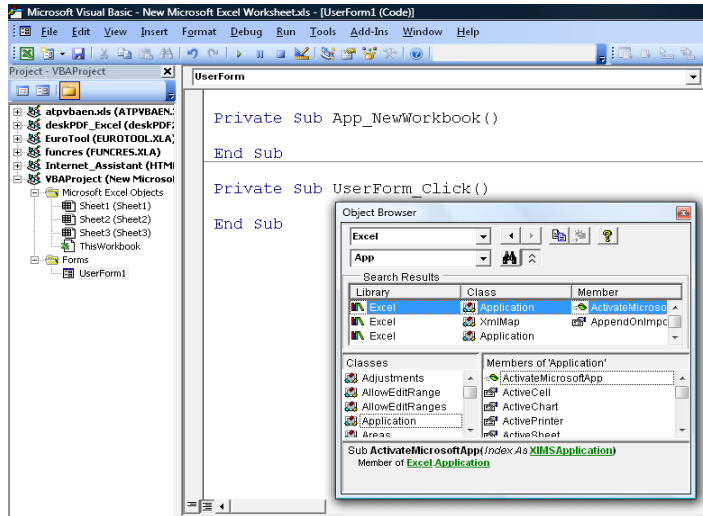 Microsoft Visual Basic - New Microsoft Excel Worksheet.xls - [UserForm1 (Code)]
File Edit View Insert Format Debug Run Tools Add-Ins Window Help
Project - VBAProject
UserForm
atpvbaen.xls (ATPVBAEN.
deskPDF_Excel (deskPDF2
EuroTool (EUROTOOL.XLA)
funcres (FUNCRES.XLA)
Internet_Assistant (HTMI
VBAProject (New Microsof
Microsoft Excel Objects
Sheet1 (Sheet1)
Sheet2 (Sheet2)
Sheet3 (Sheet3)
ThisWorkbook
Forms
UserForm1
Private Sub App_NewWorkbook()
End Sub
Private Sub UserForm_Click()
End Sub
Object Browser
Excel
App
Search Results
Library Class Member
Excel Application ActivateMicroso
Excel XmlMap AppendOnImpc
Excel Application
Classes Members of 'Application'
Adjustments ActivateMicrosoftApp
AllowEditRange ActiveCell
AllowEditRanges ActiveChart
Application ActivePrinter
Areas ActiveSheet
Sub ActivateMicrosoftApp(Index As XlMSApplication)
Member of Excel.Application